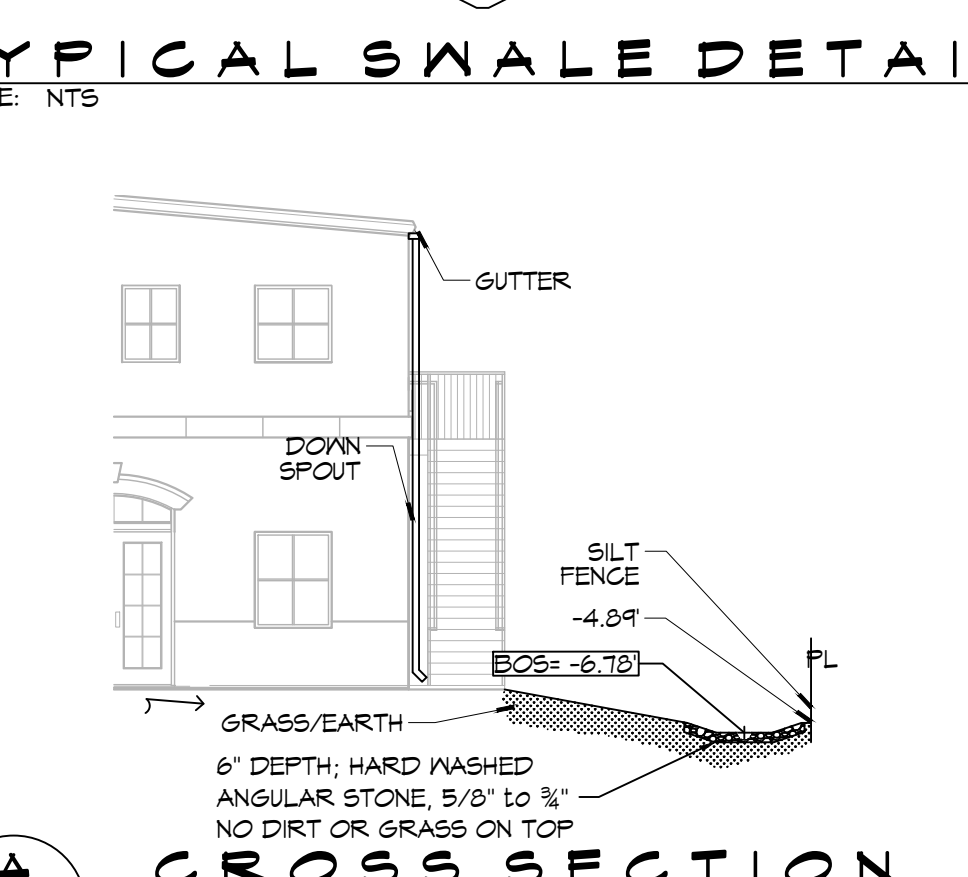 YPICAL SWALE DETAI
E: NTS
GUTTER
DOWN
SPOUT
SILT
FENCE
-4.89'
BOS= -6.78'
PL
GRASS/EARTH
6" DEPTH; HARD WASHED
ANGULAR STONE, 5/8" to ¾"
NO DIRT OR GRASS ON TOP
A CROSS SECTION